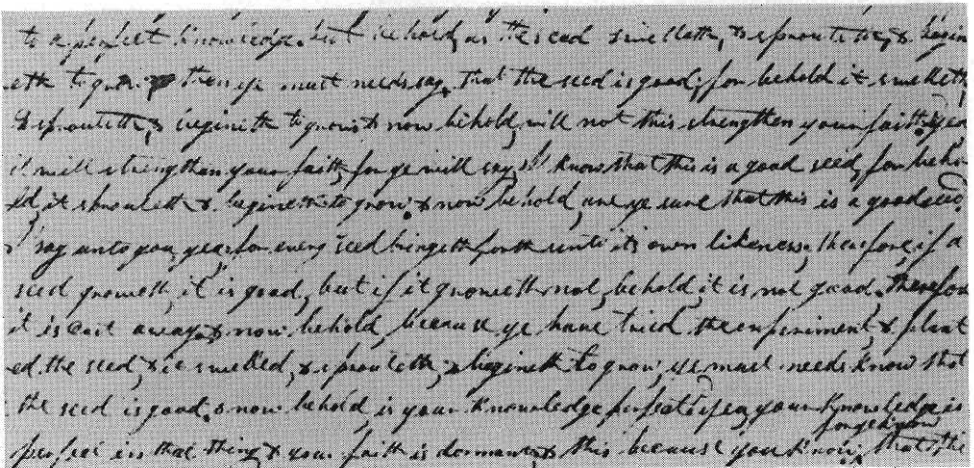 to a perfect knowledge. but behold, as the seed swelleth, & sprouteth, & begin
eth to grow then ye must needs say, that the seed is good, for behold it swelleth,
& sprouteth, & begineth to grow & now behold, will not this strengthen your faith, yea
it will strengthen your faith, for ye will say I know that this is a good seed, for beho
ld, it sprouteth & begineth to grow. & now behold, are ye sure that this is a good seed.
I say unto you, yea, for every seed bringeth forth unto its own likeness; therefore, if a
seed groweth, it is good, but if it groweth not, behold, it is not good. therefore
it is cast away, & now behold, because ye have tried the experiment, & plant
ed the seed, & it swelled, & sprouteth, & begineth to grow, ye must needs know that
the seed is good. & now behold is your knowledge perfect yea, your knowledge is
perfect in that thing & your faith is dormant, & this because you know, for ye know that the